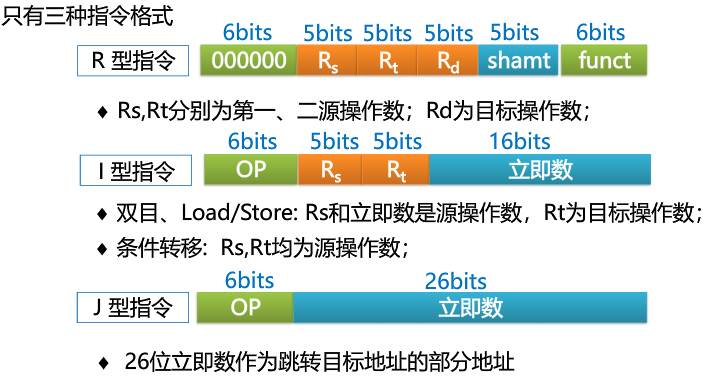 只有三种指令格式
6bits 5bits 5bits 5bits 5bits 6bits
R 型指令 000000 Rs Rt Rd shamt funct
♦ Rs,Rt分别为第一、二源操作数；Rd为目标操作数；
6bits 5bits 5bits 16bits
I 型指令 OP Rs Rt 立即数
♦ 双目、Load/Store: Rs和立即数是源操作数，Rt为目标操作数；
♦ 条件转移: Rs,Rt均为源操作数；
6bits 26bits
J 型指令 OP 立即数
♦ 26位立即数作为跳转目标地址的部分地址